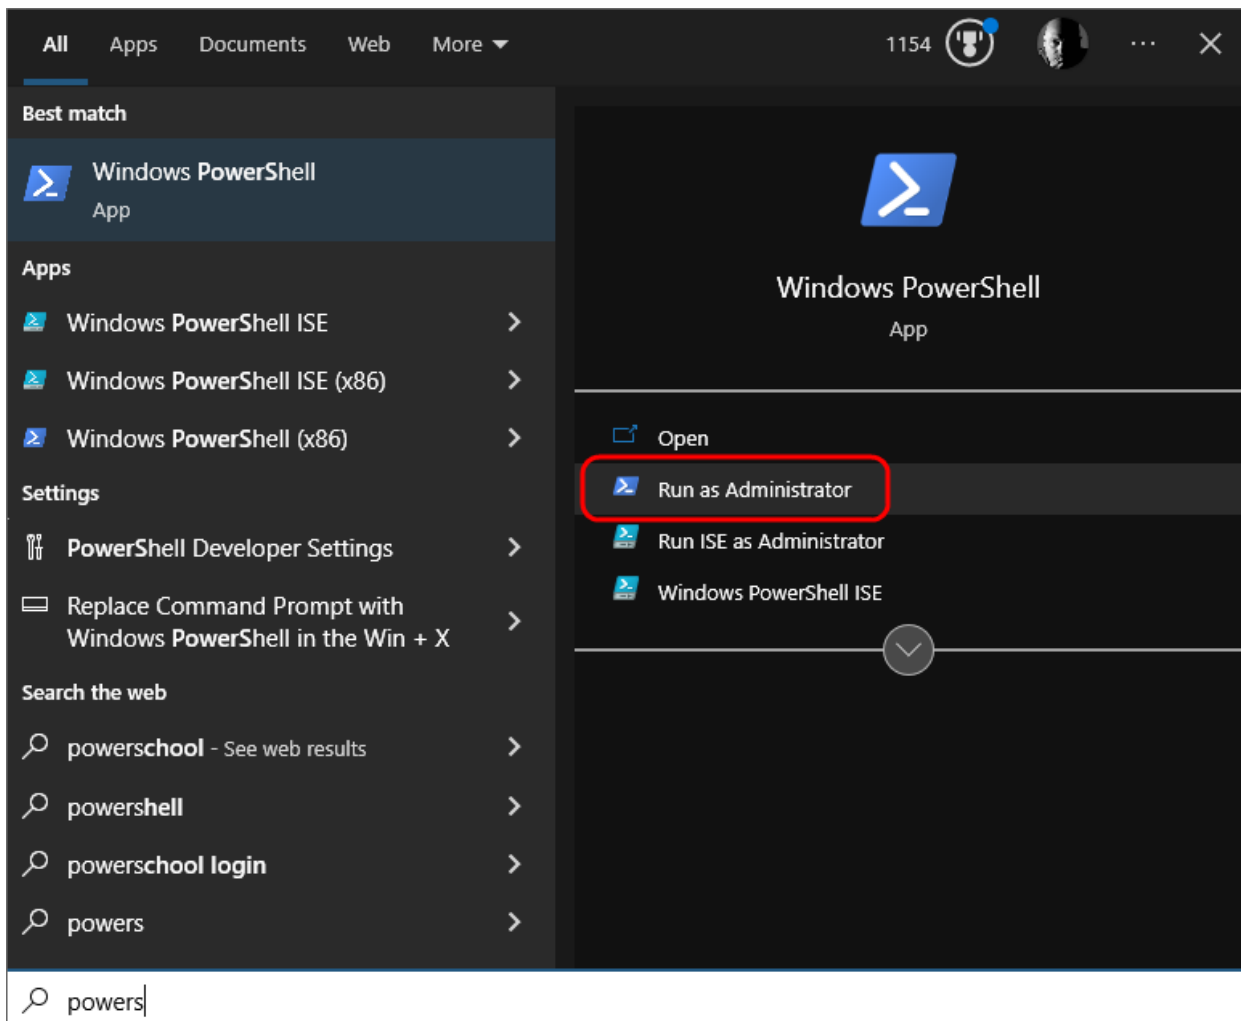 All Apps Documents Web More 1154
Best match
Windows PowerShell
App
Apps
Windows PowerShell ISE
Windows PowerShell ISE (x86)
Windows PowerShell (x86)
Settings
PowerShell Developer Settings
Replace Command Prompt with
Windows PowerShell in the Win + X
Search the web
powerschool - See web results
powershell
powerschool login
powers
powers
Windows PowerShell
App
Open
Run as Administrator
Run ISE as Administrator
Windows PowerShell ISE